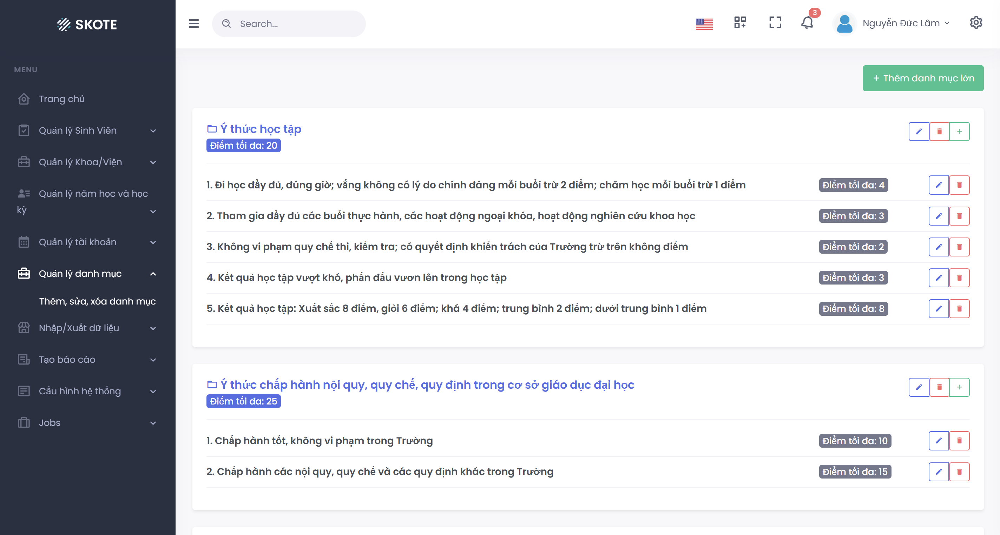 SKOTE
Search...
3
Nguyễn Đức Lâm
MENU
Trang chủ
Quản lý Sinh Viên
Quản lý Khoa/Viện
Quản lý năm học và học
kỳ
Quản lý tài khoản
Quản lý danh mục
Thêm, sửa, xóa danh mục
Nhập/Xuất dữ liệu
Tạo báo cáo
Cấu hình hệ thống
Jobs
+ Thêm danh mục lớn
Ý thức học tập
Điểm tối đa: 20
1. Đi học đầy đủ, đúng giờ; vắng không có lý do chính đáng mỗi buổi trừ 2 điểm; chăm học mỗi buổi trừ 1 điểm Điểm tối đa: 4
2. Tham gia đầy đủ các buổi thực hành, các hoạt động ngoại khóa, hoạt động nghiên cứu khoa học Điểm tối đa: 3
3. Không vi phạm quy chế thi, kiểm tra; có quyết định khiển trách của Trường trừ trên không điểm Điểm tối đa: 2
4. Kết quả học tập vượt khó, phấn đấu vươn lên trong học tập Điểm tối đa: 3
5. Kết quả học tập: Xuất sắc 8 điểm, giỏi 6 điểm; khá 4 điểm; trung bình 2 điểm; dưới trung bình 1 điểm Điểm tối đa: 8
Ý thức chấp hành nội quy, quy chế, quy định trong cơ sở giáo dục đại học
Điểm tối đa: 25
1. Chấp hành tốt, không vi phạm trong Trường Điểm tối đa: 10
2. Chấp hành các nội quy, quy chế và các quy định khác trong Trường Điểm tối đa: 15